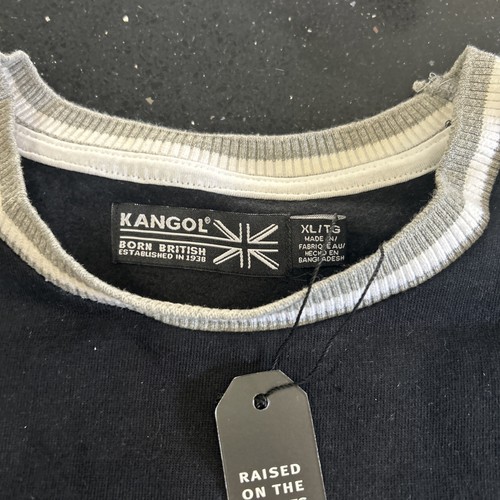 KANGOL®
BORN BRITISH
ESTABLISHED IN 1938
XL/TG
MADE IN/
FABRIQUÉ AU/
HECHO EN
BANGLADESH
RAISED
ON THE